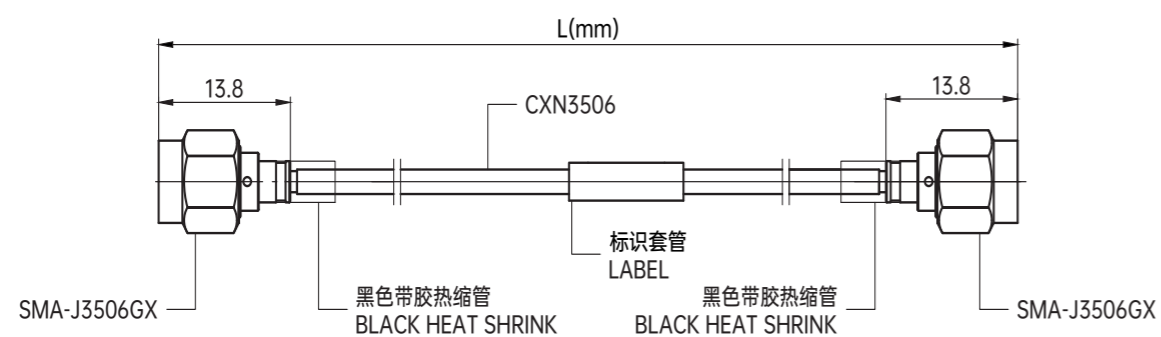 L(mm)
13.8
13.8
CXN3506
标识套管
LABEL
黑色带胶热缩管
BLACK HEAT SHRINK
黑色带胶热缩管
BLACK HEAT SHRINK
SMA-J3506GX
SMA-J3506GX